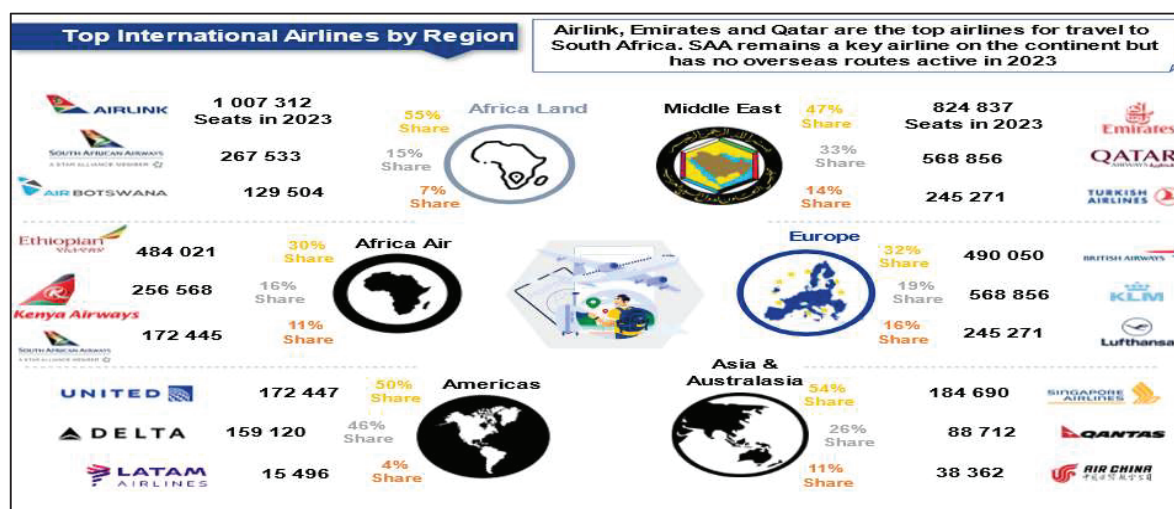 Top International Airlines by Region
Airlink, Emirates and Qatar are the top airlines for travel to
South Africa. SAA remains a key airline on the continent but
has no overseas routes active in 2023
AIRLINK
1 007 312
Seats in 2023
55%
Share
Africa Land
SOUTH AFRICAN AIRWAYS
A STAR ALLIANCE MEMBER
267 533
15%
Share
AIR BOTSWANA
129 504
7%
Share
Middle East
47%
Share
824 837
Seats in 2023
Emirates
33%
Share
568 856
QATAR
AIRWAYS
14%
Share
245 271
TURKISH
AIRLINES
Ethiopian
484 021
30%
Share
Africa Air
Kenya Airways
256 568
16%
Share
SOUTH AFRICAN AIRWAYS
A STAR ALLIANCE MEMBER
172 445
11%
Share
Europe
32%
Share
490 050
BRITISH AIRWAYS
19%
Share
568 856
KLM
16%
Share
245 271
Lufthansa
UNITED
172 447
50%
Share
Americas
DELTA
159 120
46%
Share
LATAM
AIRLINES
15 496
4%
Share
Asia &
Australasia
54%
Share
184 690
SINGAPORE
AIRLINES
26%
Share
88 712
QANTAS
11%
Share
38 362
AIR CHINA